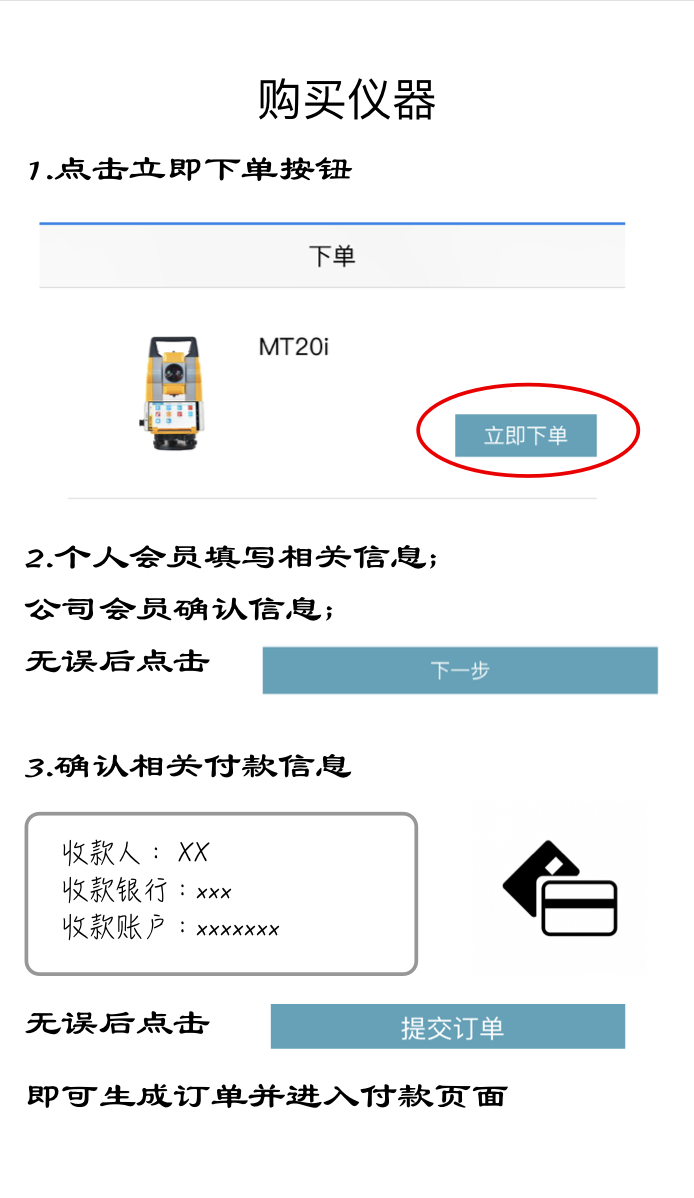 购买仪器
1.点击立即下单按钮
下单
MT20i
立即下单
2.个人会员填写相关信息;
公司会员确认信息;
无误后点击 下一步
3.确认相关付款信息
收款人：XX
收款银行：xxx
收款账户：xxxxxxx
无误后点击 提交订单
即可生成订单并进入付款页面